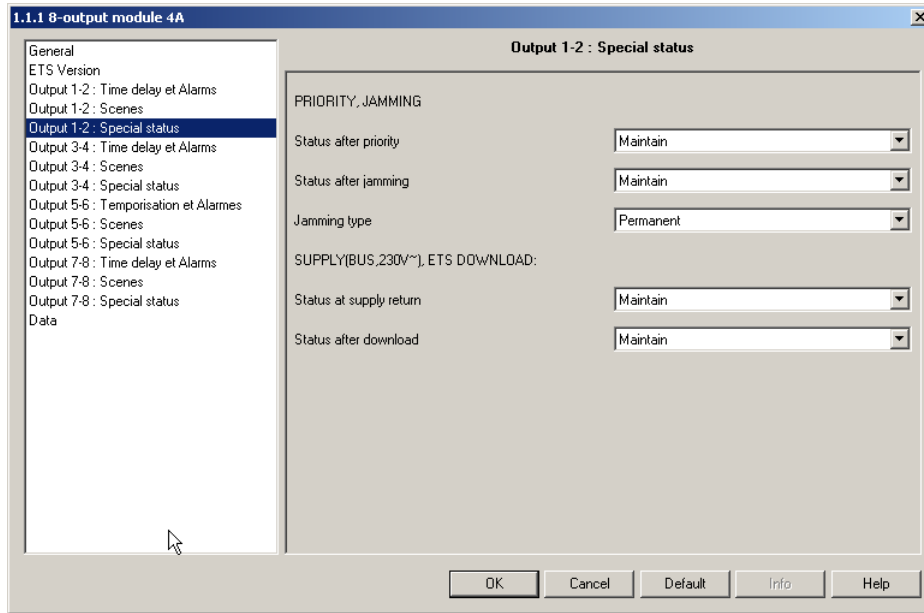 1.1.1 8-output module 4A
General
ETS Version
Output 1-2 : Time delay et Alarms
Output 1-2 : Scenes
Output 1-2 : Special status
Output 3-4 : Time delay et Alarms
Output 3-4 : Scenes
Output 3-4 : Special status
Output 5-6 : Temporisation et Alarmes
Output 5-6 : Scenes
Output 5-6 : Special status
Output 7-8 : Time delay et Alarms
Output 7-8 : Scenes
Output 7-8 : Special status
Data
Output 1-2 : Special status
PRIORITY, JAMMING
Status after priority Maintain
Status after jamming Maintain
Jamming type Permanent
SUPPLY(BUS,230V~), ETS DOWNLOAD:
Status at supply return Maintain
Status after download Maintain
OK Cancel Default Info Help